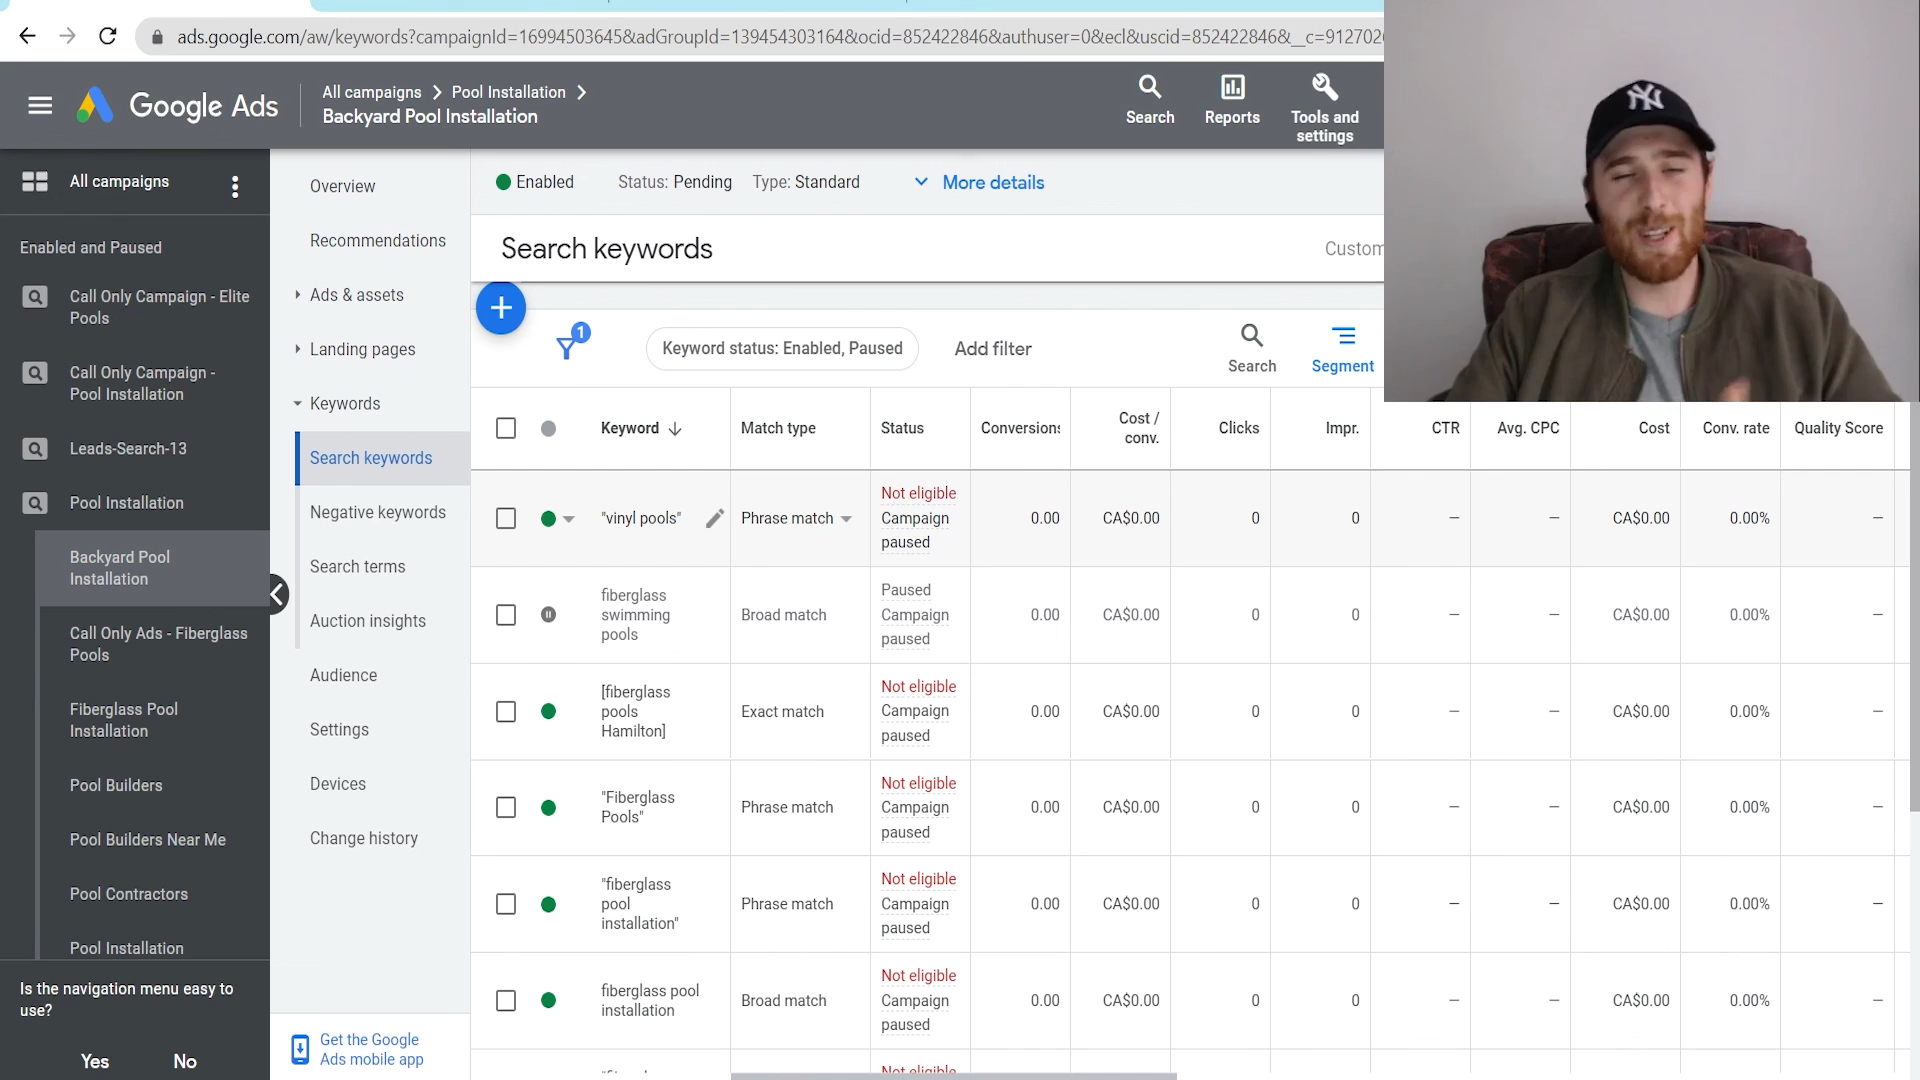 ads.google.com/aw/keywords?campaignId=16994503645&adGroupId=139454303164&ocid=852422846&authuser=0&ecl&uscid=852422846&__c=912702
Google Ads
All campaigns > Pool Installation >
Backyard Pool Installation
Search
Reports
Tools and
settings
NY
All campaigns
Enabled and Paused
Call Only Campaign - Elite
Pools
Call Only Campaign -
Pool Installation
Leads-Search-13
Pool Installation
Backyard Pool
Installation
Call Only Ads - Fiberglass
Pools
Fiberglass Pool
Installation
Pool Builders
Pool Builders Near Me
Pool Contractors
Pool Installation
Is the navigation menu easy to
use?
Yes No
Overview
Recommendations
Ads & assets
Landing pages
Keywords
Search keywords
Negative keywords
Search terms
Auction insights
Audience
Settings
Devices
Change history
Get the Google
Ads mobile app
Enabled Status: Pending Type: Standard More details
Search keywords
Custom
1
Keyword status: Enabled, Paused
Add filter
Search
Segment
Keyword Match type Status Conversions Cost / conv. Clicks Impr. CTR Avg. CPC Cost Conv. rate Quality Score
"vinyl pools" Phrase match Not eligible Campaign paused 0.00 CA$0.00 0 0 — — CA$0.00 0.00% —
fiberglass swimming pools Broad match Paused Campaign paused 0.00 CA$0.00 0 0 — — CA$0.00 0.00% —
[fiberglass pools Hamilton] Exact match Not eligible Campaign paused 0.00 CA$0.00 0 0 — — CA$0.00 0.00% —
"Fiberglass Pools" Phrase match Not eligible Campaign paused 0.00 CA$0.00 0 0 — — CA$0.00 0.00% —
"fiberglass pool installation" Phrase match Not eligible Campaign paused 0.00 CA$0.00 0 0 — — CA$0.00 0.00% —
fiberglass pool installation Broad match Not eligible Campaign paused 0.00 CA$0.00 0 0 — — CA$0.00 0.00% —
Not eligible